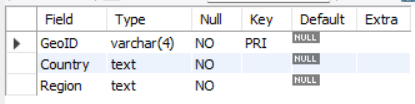 Field Type Null Key Default Extra
GeoID varchar(4) NO PRI NULL
Country text NO NULL
Region text NO NULL